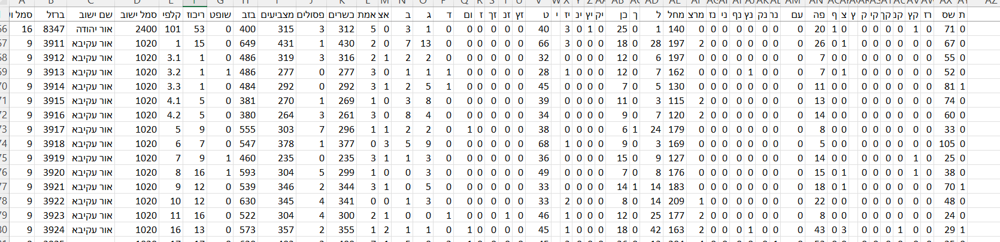 סמל וע ברזל שם ישוב סמל ישוב קלפי ריכוז שופט בזב מצביעים פסולים כשרים אמת אצ ב ג ד ום ז זך זנ זץ ט י יז ינ יץ יק כן ך ל מחל מרצ נז ני נף נץ נק נר עם פה ף צ ץ ק קי קך קנ קץ רז שס ת
16 8347 אור יהודה 2400 101 53 0 400 315 3 312 5 0 3 1 0 0 0 0 0 0 40 3 0 1 0 25 0 1 140 0 0 0 0 0 0 0 0 20 1 0 0 0 0 0 1 0 71 0
9 3911 אור עקיבא 1020 1 15 0 649 431 1 430 2 0 7 13 0 0 0 0 0 0 66 3 0 0 0 18 0 28 197 2 0 0 0 0 0 0 0 26 0 1 0 0 0 0 0 0 67 0
9 3912 אור עקיבא 1020 3.1 1 0 486 319 3 316 2 1 2 2 0 0 0 0 0 0 32 0 0 0 0 12 0 6 197 0 0 0 0 0 0 0 0 7 0 0 0 0 0 0 0 0 55 0
9 3913 אור עקיבא 1020 3.2 1 1 486 277 0 277 3 0 1 1 1 0 0 0 0 0 28 1 0 0 0 12 0 7 162 0 0 0 0 1 0 0 0 7 0 1 0 0 0 0 0 0 52 0
9 3914 אור עקיבא 1020 3.3 1 0 484 292 0 292 3 1 2 5 1 0 0 0 0 0 45 0 0 0 0 7 0 5 130 0 0 0 0 0 0 0 0 11 0 0 0 0 0 0 0 0 81 1
9 3915 אור עקיבא 1020 4.1 5 0 381 270 1 269 1 0 3 8 0 0 0 0 0 0 39 0 0 0 0 11 0 3 115 2 0 0 0 0 0 0 0 13 0 0 0 0 0 0 0 0 74 0
9 3916 אור עקיבא 1020 4.2 5 0 380 264 3 261 3 0 8 4 0 0 0 0 0 0 34 0 0 0 0 9 0 7 120 2 0 0 0 0 0 0 0 14 0 0 0 0 0 0 0 0 60 0
9 3917 אור עקיבא 1020 5 9 0 555 303 7 296 1 1 2 2 0 1 0 0 0 0 38 0 0 0 0 6 1 24 179 0 0 0 0 0 0 0 0 8 0 0 0 0 0 0 0 0 33 0
9 3918 אור עקיבא 1020 6 7 0 547 378 1 377 0 3 5 9 0 0 0 0 0 0 68 1 0 0 0 9 0 3 169 0 0 0 0 0 0 0 0 5 0 0 0 0 0 0 0 0 105 0
9 3919 אור עקיבא 1020 7 9 1 460 235 0 235 3 1 1 3 0 0 0 0 0 0 36 0 0 0 0 15 0 9 127 0 0 0 0 0 0 0 0 14 0 0 0 0 0 0 1 0 25 0
9 3920 אור עקיבא 1020 8 16 1 593 304 5 299 1 0 0 3 0 0 0 0 0 0 49 0 0 0 0 7 0 8 176 0 0 0 0 0 0 0 0 15 0 1 0 0 0 0 1 0 38 0
9 3921 אור עקיבא 1020 9 12 0 539 346 2 344 3 1 0 5 0 0 0 0 0 0 33 0 0 0 0 14 1 14 183 0 0 0 0 0 0 0 0 18 0 1 0 0 0 0 0 0 70 1
9 3922 אור עקיבא 1020 10 12 0 630 345 4 341 0 0 1 3 0 0 0 0 0 0 33 2 0 0 0 8 0 14 209 1 0 0 0 0 0 0 0 22 0 0 0 0 0 0 0 0 48 0
9 3923 אור עקיבא 1020 11 16 0 522 304 4 300 2 1 0 0 1 0 0 0 1 0 46 1 0 0 0 12 0 25 177 2 0 0 0 0 0 0 0 8 0 0 0 0 0 0 0 0 24 0
9 3924 אור עקיבא 1020 16 13 0 573 357 2 355 1 2 1 1 0 1 0 0 0 0 45 1 0 0 0 18 0 42 163 2 0 0 0 1 0 0 0 43 0 3 0 0 0 1 0 0 29 1